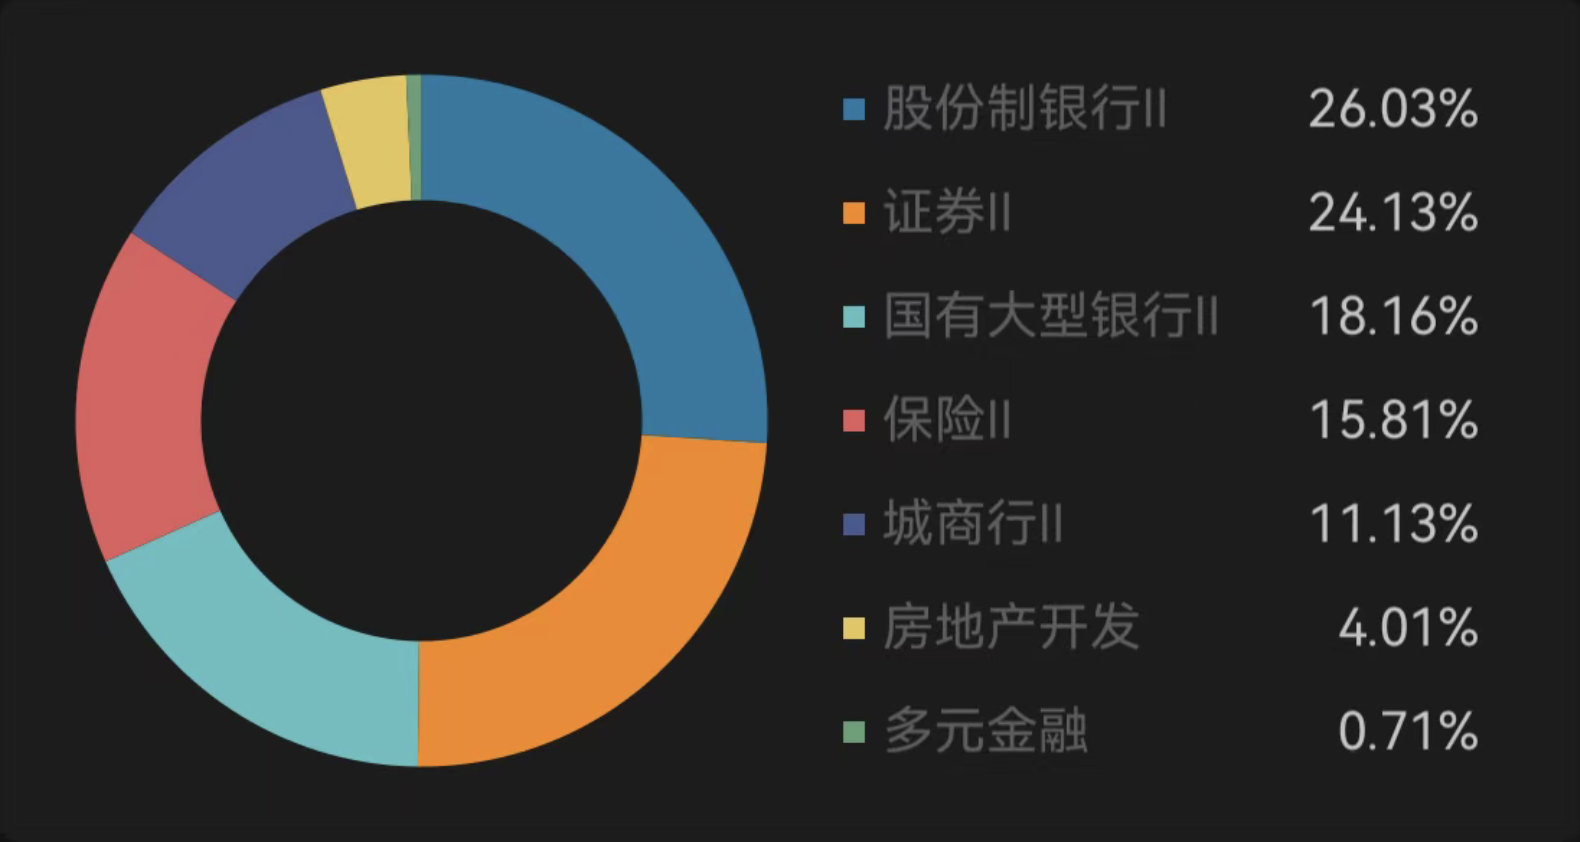 股份制银行II 26.03%
证券II 24.13%
国有大型银行II 18.16%
保险II 15.81%
城商行II 11.13%
房地产开发 4.01%
多元金融 0.71%